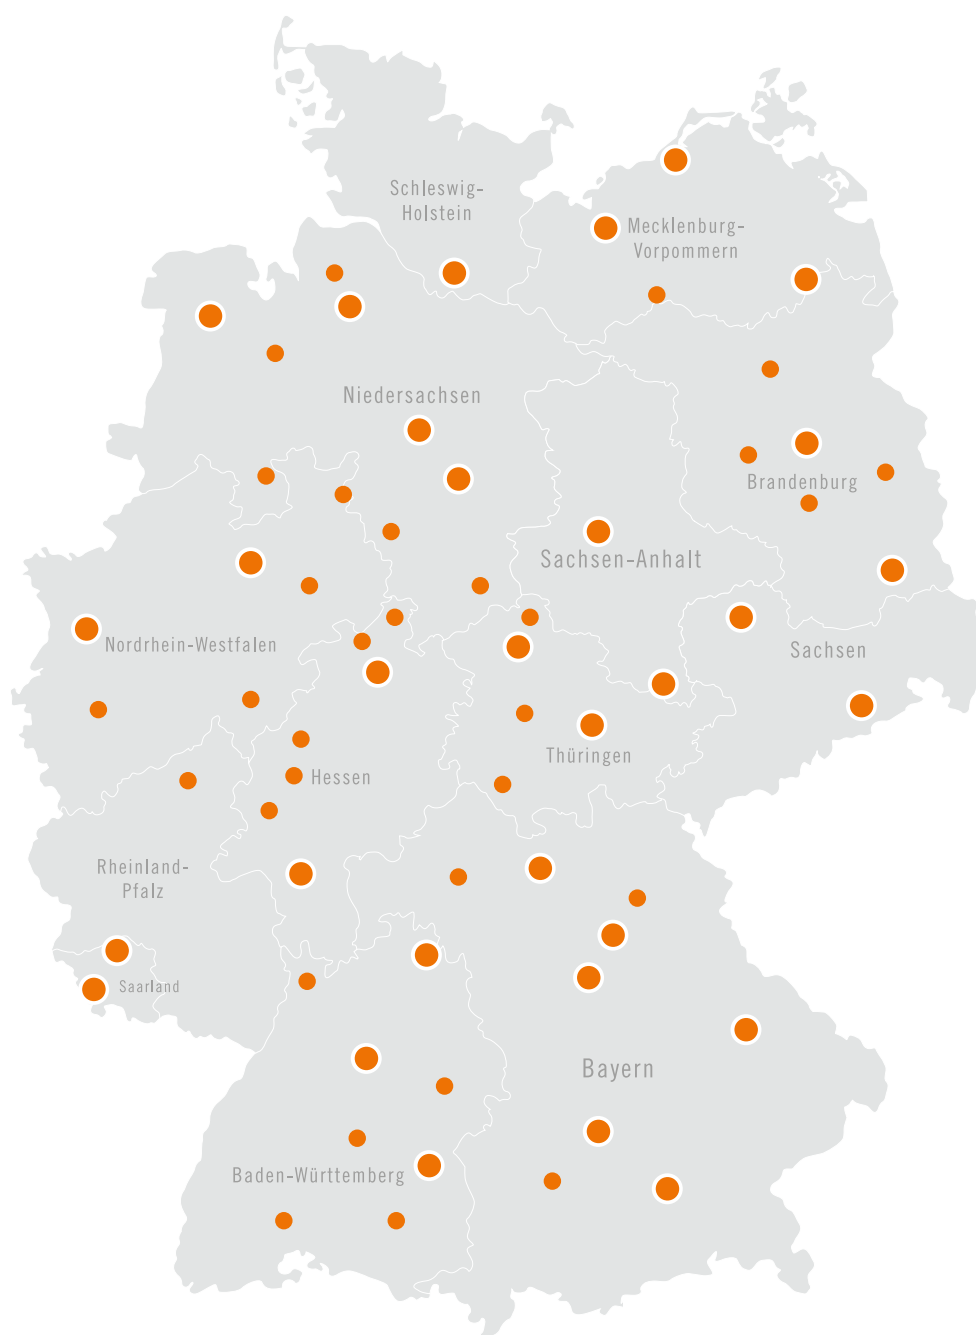 Schleswig-
Holstein
Mecklenburg-
Vorpommern
Niedersachsen
Brandenburg
Sachsen-Anhalt
Nordrhein-Westfalen
Sachsen
Thüringen
Hessen
Rheinland-
Pfalz
Saarland
Bayern
Baden-Württemberg